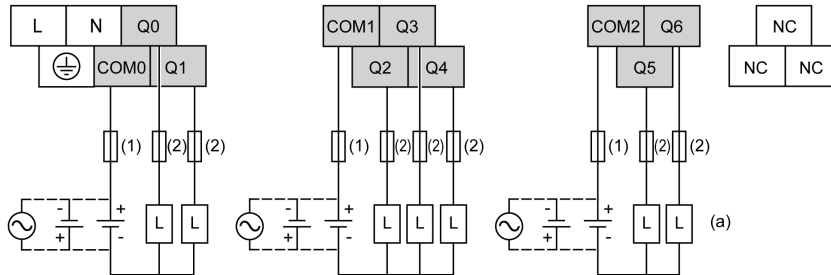 L N Q0 COM1 Q3 COM2 Q6 NC
COM0 Q1 Q2 Q4 Q5 NC NC
(1) (2) (2) (1) (2) (2) (2) (1) (2) (2)
- + - + - +
L L L L L L L (a)
+ - + - + -